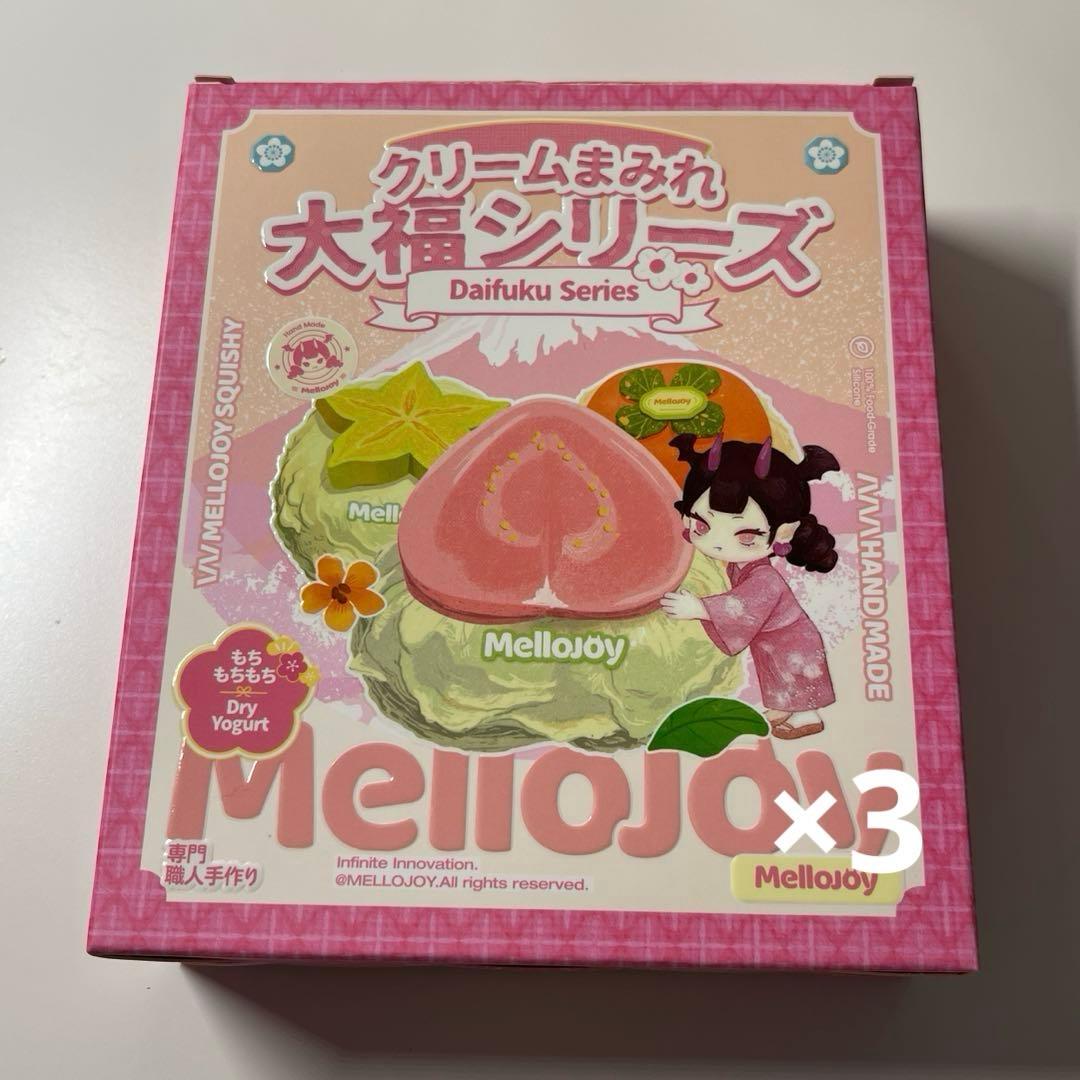 クリームまみれ
大福シリーズ
Daifuku Series
Hand Made
MelloJoy
MELLOJOY SQUISHY
100% Food-Grade
Silicone
MelloJoy
Mell
HAND MADE
MelloJoy
もち
もちもち
Dry
Yogurt
MelloJoy
×3
専門
職人手作り
Infinite Innovation.
@MELLOJOY.All rights reserved.
MelloJoy